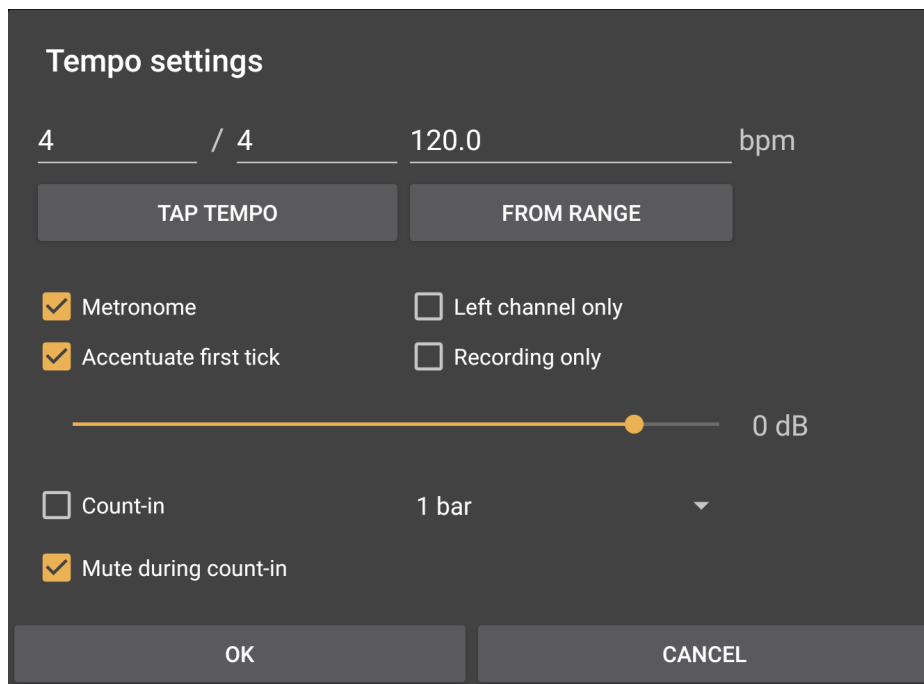 Tempo settings
4 / 4 120.0 bpm
TAP TEMPO FROM RANGE
Metronome Left channel only
Accentuate first tick Recording only
0 dB
Count-in 1 bar
Mute during count-in
OK CANCEL